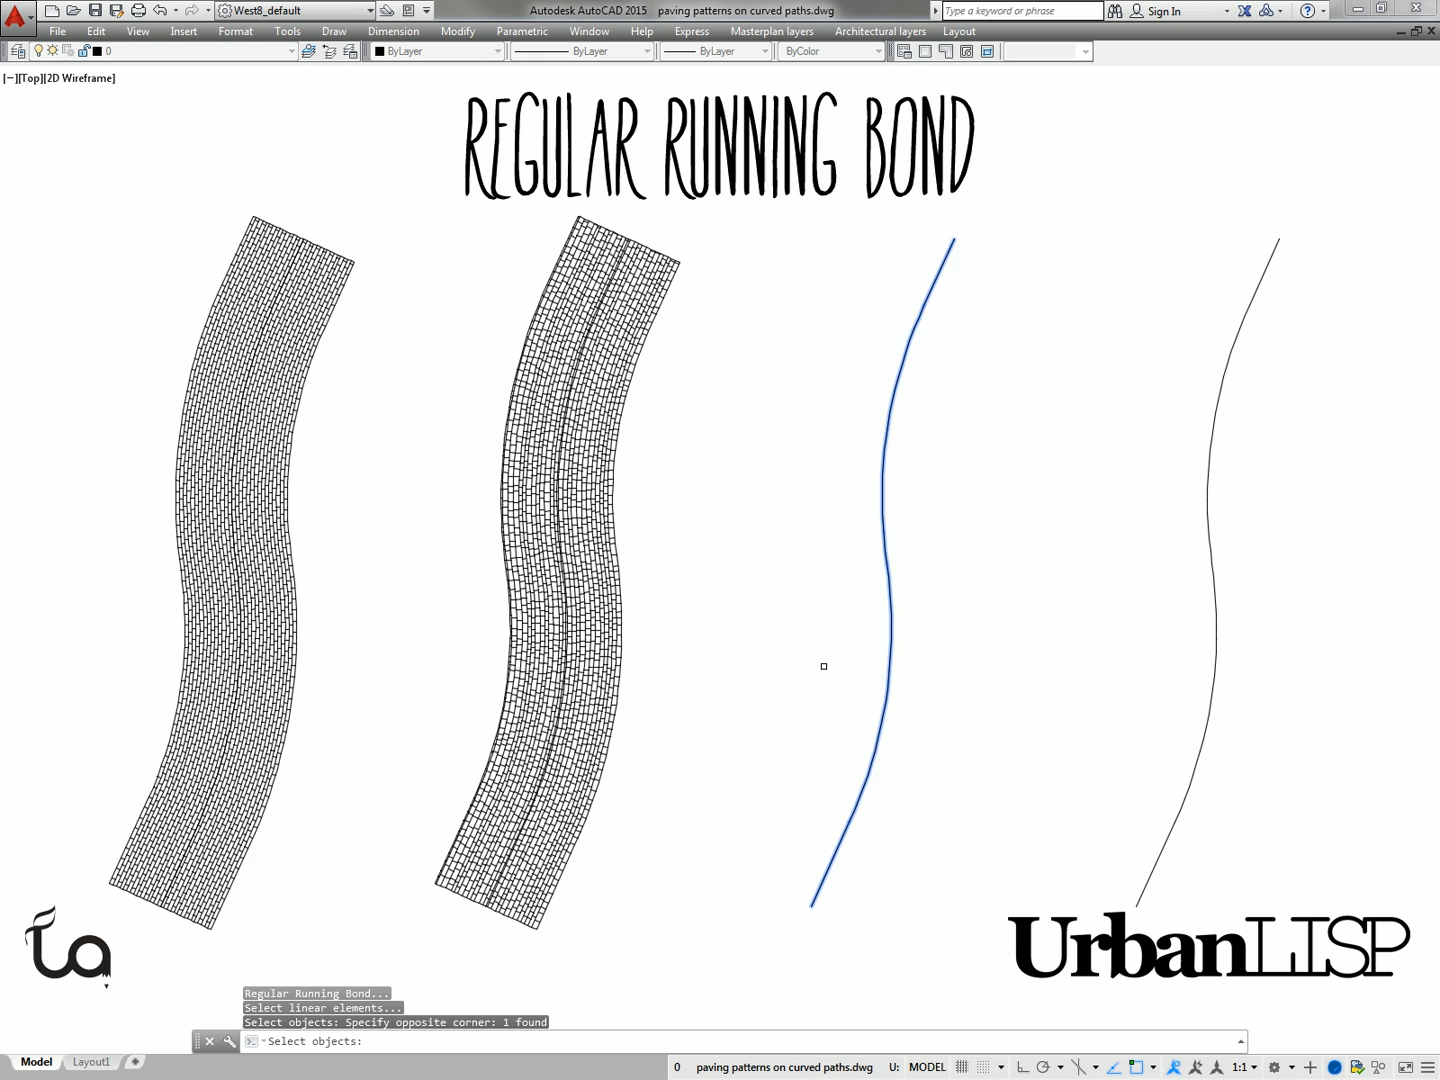 West8_default
Autodesk AutoCAD 2015 paving patterns on curved paths.dwg
Type a keyword or phrase
Sign In
File Edit View Insert Format Tools Draw Dimension Modify Parametric Window Help Express Masterplan layers Architectural layers Layout
0
ByLayer
ByLayer
ByLayer
ByColor
[−][Top][2D Wireframe]
REGULAR RUNNING BOND
ta
UrbanLISP
Regular Running Bond...
Select linear elements...
Select objects: Specify opposite corner: 1 found
Select objects:
Model Layout1
0 paving patterns on curved paths.dwg U: MODEL 1:1